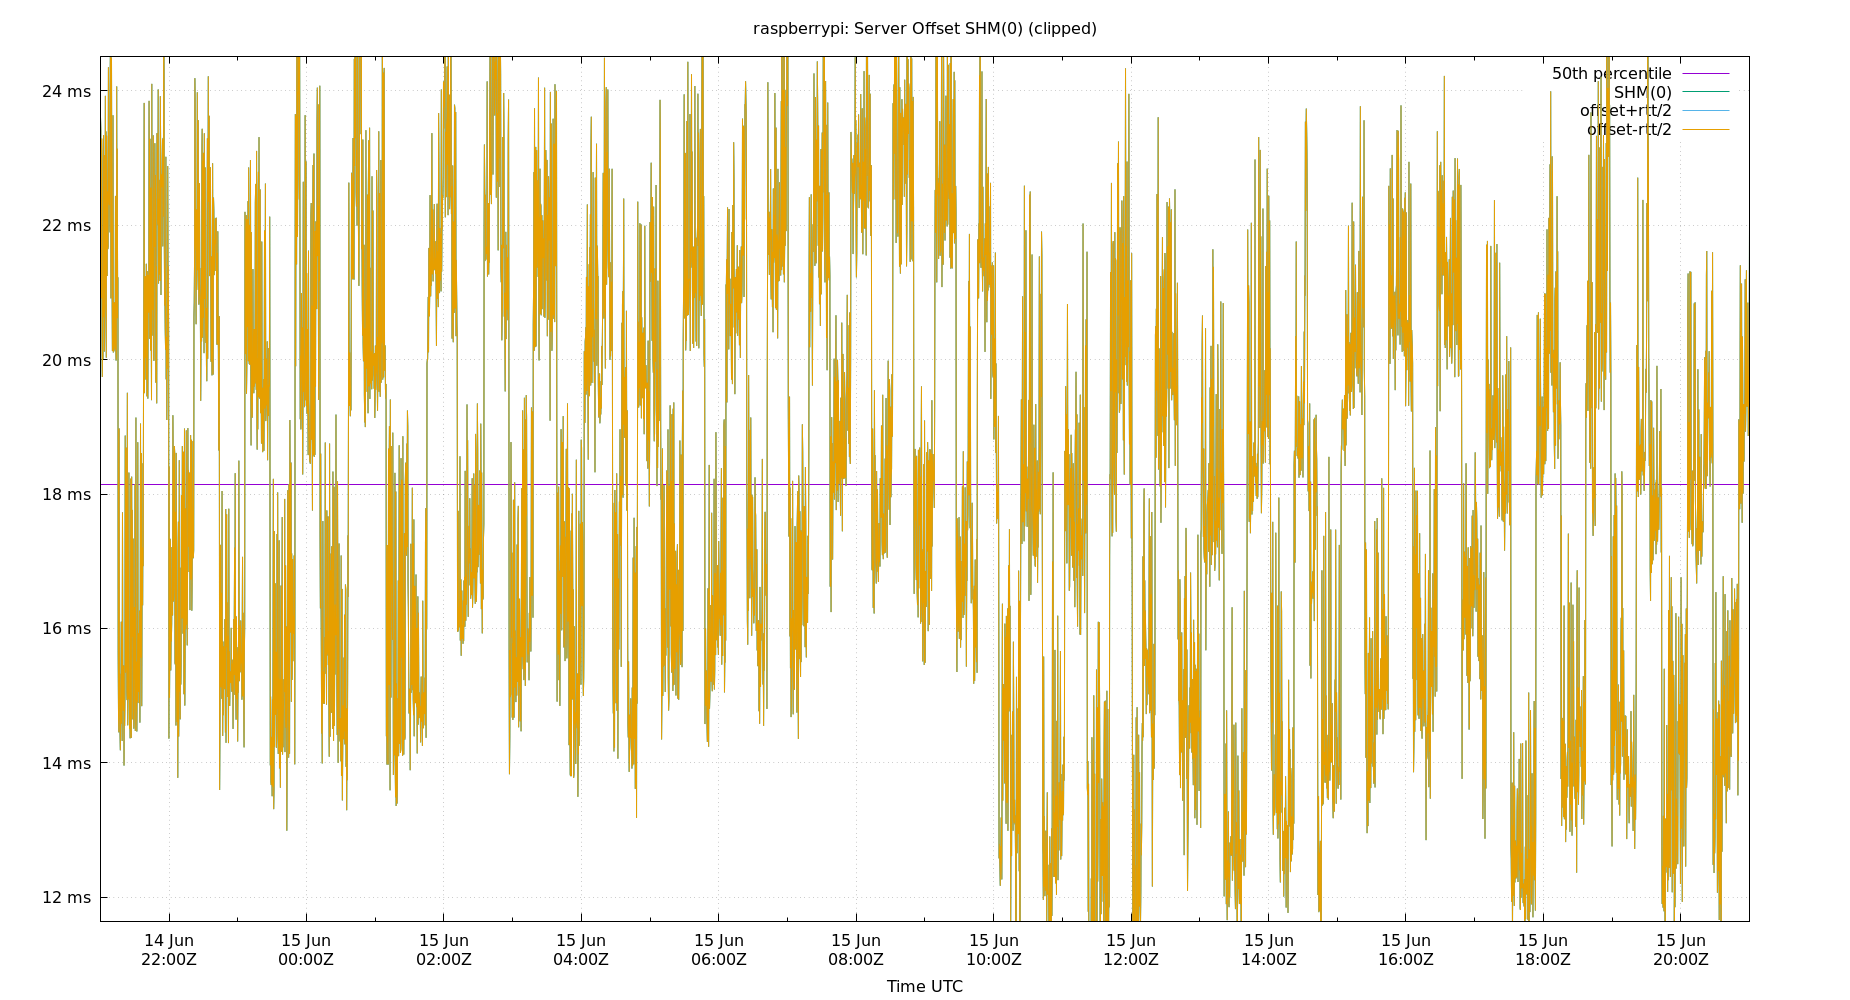 raspberrypi: Server Offset SHM(0) (clipped)
50th percentile
SHM(0)
offset+rtt/2
offset-rtt/2
24 ms
22 ms
20 ms
18 ms
16 ms
14 ms
12 ms
14 Jun 15 Jun 15 Jun 15 Jun 15 Jun 15 Jun 15 Jun 15 Jun 15 Jun 15 Jun 15 Jun 15 Jun
22:00Z 00:00Z 02:00Z 04:00Z 06:00Z 08:00Z 10:00Z 12:00Z 14:00Z 16:00Z 18:00Z 20:00Z
Time UTC